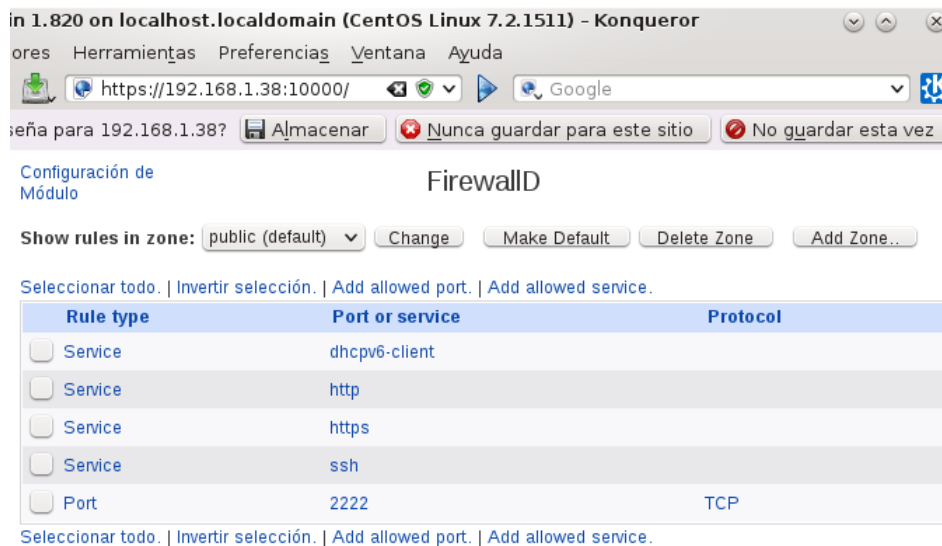 in 1.820 on localhost.localdomain (CentOS Linux 7.2.1511) – Konqueror
ores Herramientas Preferencias Ventana Ayuda
https://192.168.1.38:10000/ Google
seña para 192.168.1.38? Almacenar Nunca guardar para este sitio No guardar esta vez
Configuración de
Módulo
FirewallD
Show rules in zone: public (default) Change Make Default Delete Zone Add Zone..
Seleccionar todo. | Invertir selección. | Add allowed port. | Add allowed service.
Rule type Port or service Protocol
Service dhcpv6-client
Service http
Service https
Service ssh
Port 2222 TCP
Seleccionar todo. | Invertir selección. | Add allowed port. | Add allowed service.